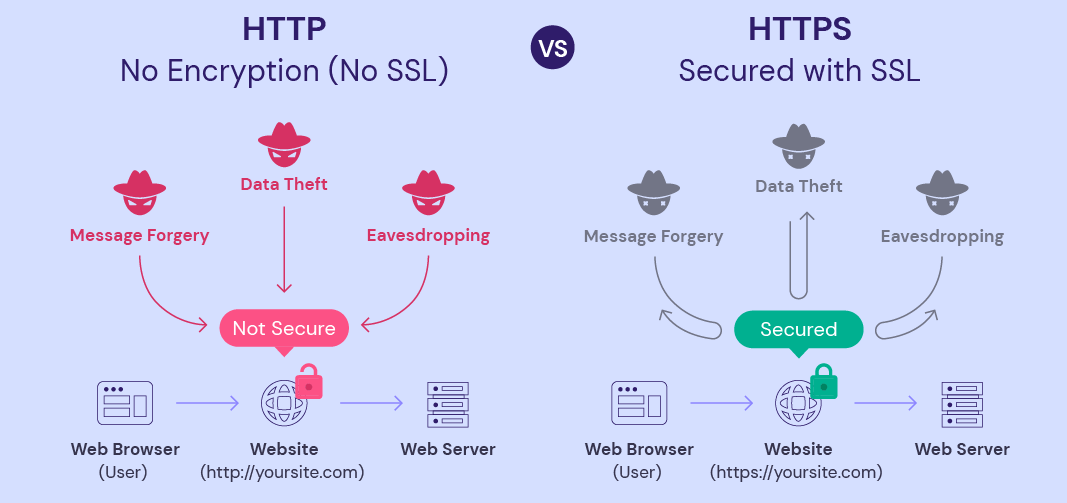 HTTP
No Encryption (No SSL)
VS
HTTPS
Secured with SSL
Data Theft
Message Forgery
Eavesdropping
Not Secure
Web Browser
(User)
Website
(http://yoursite.com)
Web Server
Data Theft
Message Forgery
Eavesdropping
Secured
Web Browser
(User)
Website
(https://yoursite.com)
Web Server